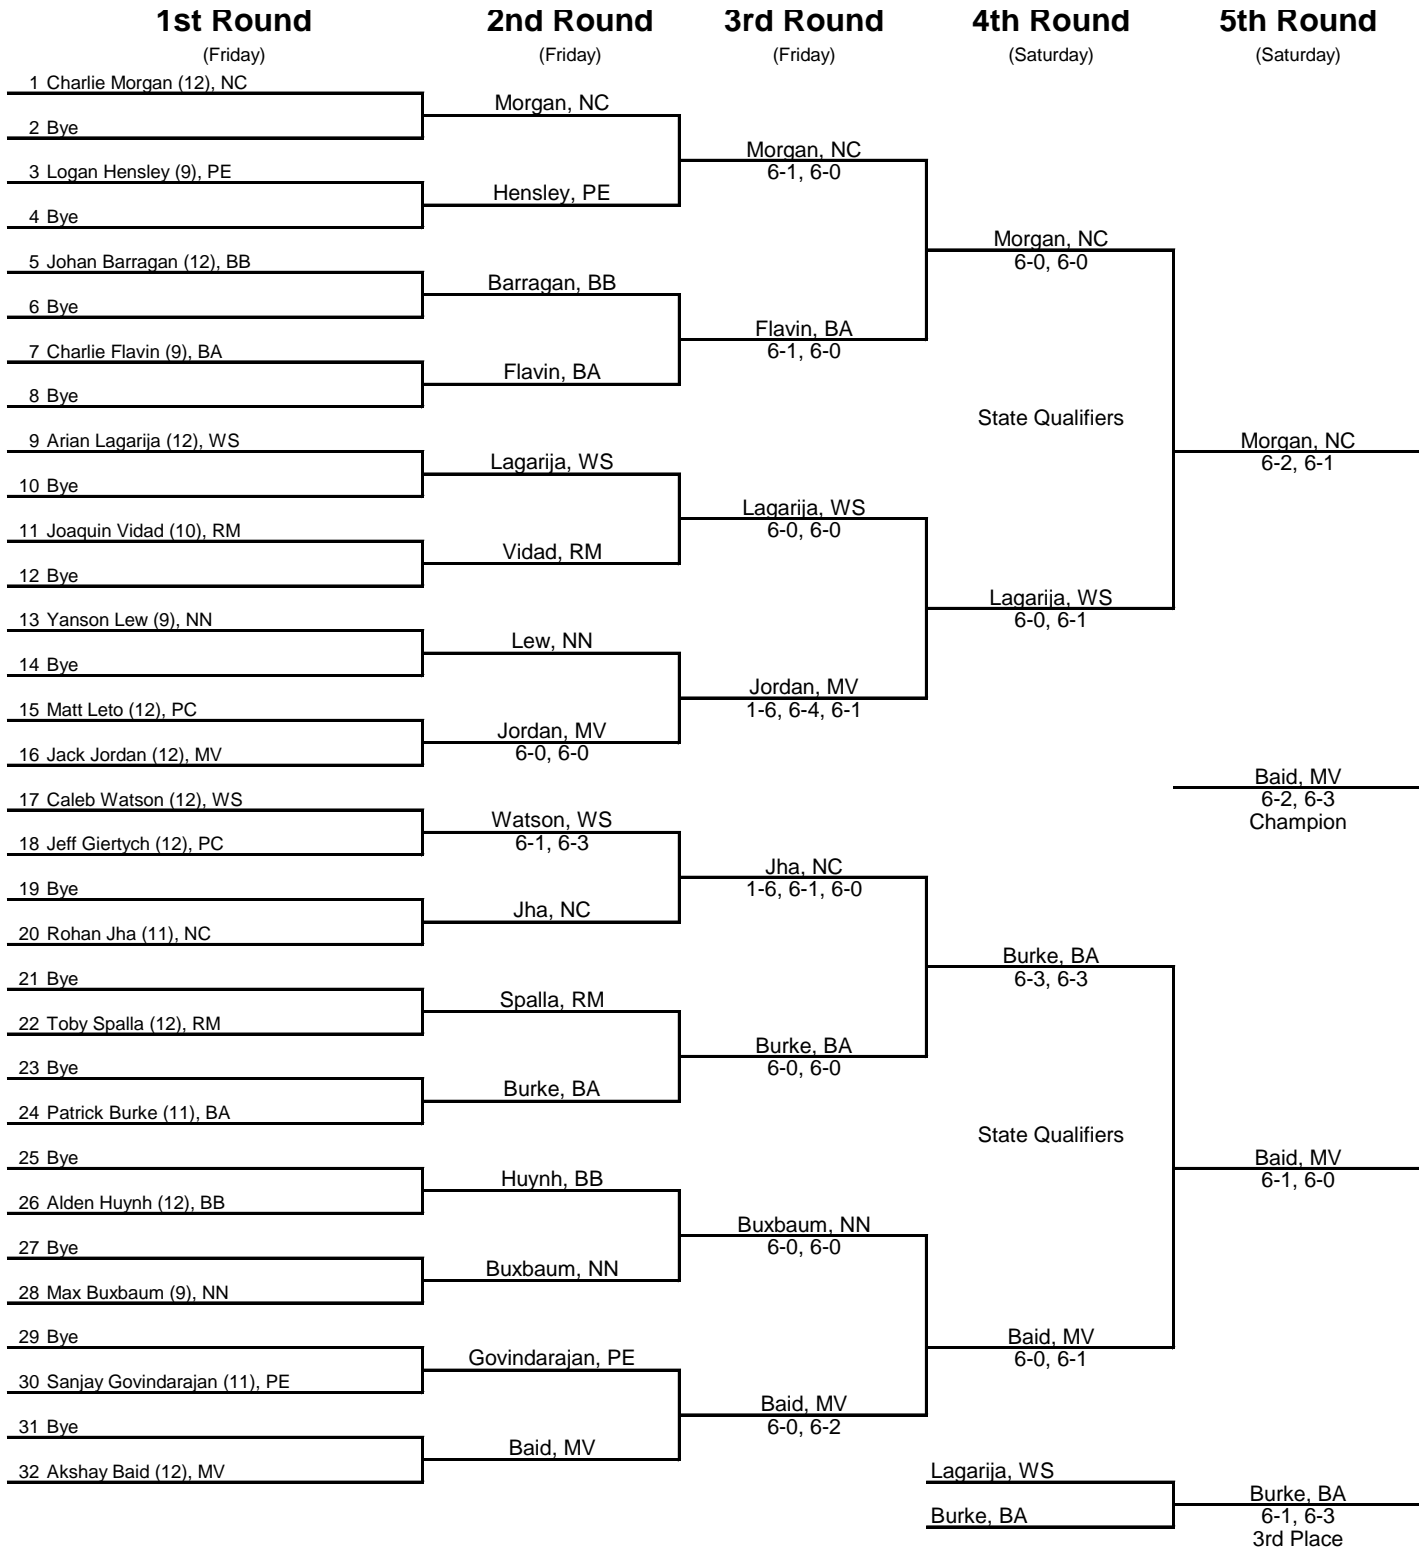 1st Round
(Friday)
2nd Round
(Friday)
3rd Round
(Friday)
4th Round
(Saturday)
5th Round
(Saturday)
1 Charlie Morgan (12), NC
2 Bye
3 Logan Hensley (9), PE
4 Bye
5 Johan Barragan (12), BB
6 Bye
7 Charlie Flavin (9), BA
8 Bye
9 Arian Lagarija (12), WS
10 Bye
11 Joaquin Vidad (10), RM
12 Bye
13 Yanson Lew (9), NN
14 Bye
15 Matt Leto (12), PC
16 Jack Jordan (12), MV
17 Caleb Watson (12), WS
18 Jeff Giertych (12), PC
19 Bye
20 Rohan Jha (11), NC
21 Bye
22 Toby Spalla (12), RM
23 Bye
24 Patrick Burke (11), BA
25 Bye
26 Alden Huynh (12), BB
27 Bye
28 Max Buxbaum (9), NN
29 Bye
30 Sanjay Govindarajan (11), PE
31 Bye
32 Akshay Baid (12), MV
Morgan, NC
Hensley, PE
Barragan, BB
Flavin, BA
Lagarija, WS
Vidad, RM
Lew, NN
Jordan, MV
6-0, 6-0
Watson, WS
6-1, 6-3
Jha, NC
Spalla, RM
Burke, BA
Huynh, BB
Buxbaum, NN
Govindarajan, PE
Baid, MV
Morgan, NC
6-1, 6-0
Flavin, BA
6-1, 6-0
Lagarija, WS
6-0, 6-0
Jordan, MV
1-6, 6-4, 6-1
Jha, NC
1-6, 6-1, 6-0
Burke, BA
6-0, 6-0
Buxbaum, NN
6-0, 6-0
Baid, MV
6-0, 6-2
Morgan, NC
6-0, 6-0
State Qualifiers
Lagarija, WS
6-0, 6-1
Burke, BA
6-3, 6-3
State Qualifiers
Baid, MV
6-0, 6-1
Lagarija, WS
Burke, BA
Morgan, NC
6-2, 6-1
Baid, MV
6-2, 6-3
Champion
Baid, MV
6-1, 6-0
Burke, BA
6-1, 6-3
3rd Place